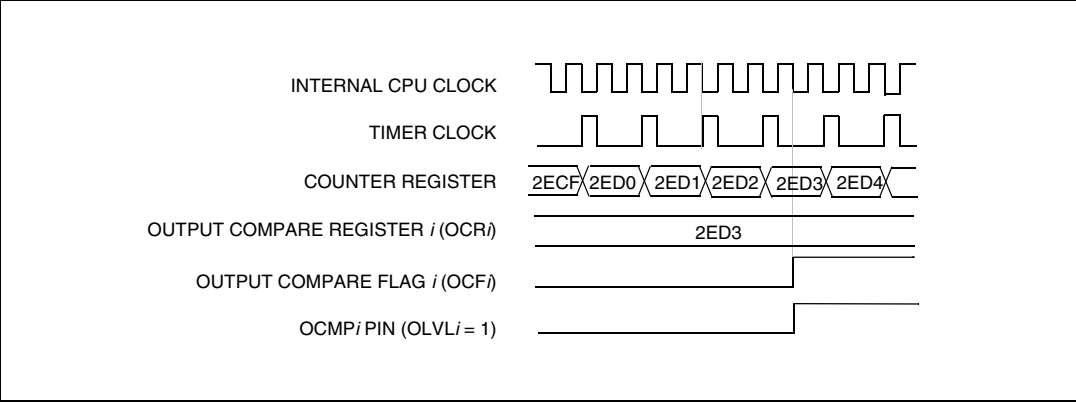 INTERNAL CPU CLOCK
TIMER CLOCK
COUNTER REGISTER 2ECF 2ED0 2ED1 2ED2 2ED3 2ED4
OUTPUT COMPARE REGISTER i (OCRi) 2ED3
OUTPUT COMPARE FLAG i (OCFi)
OCMPi PIN (OLVLi = 1)